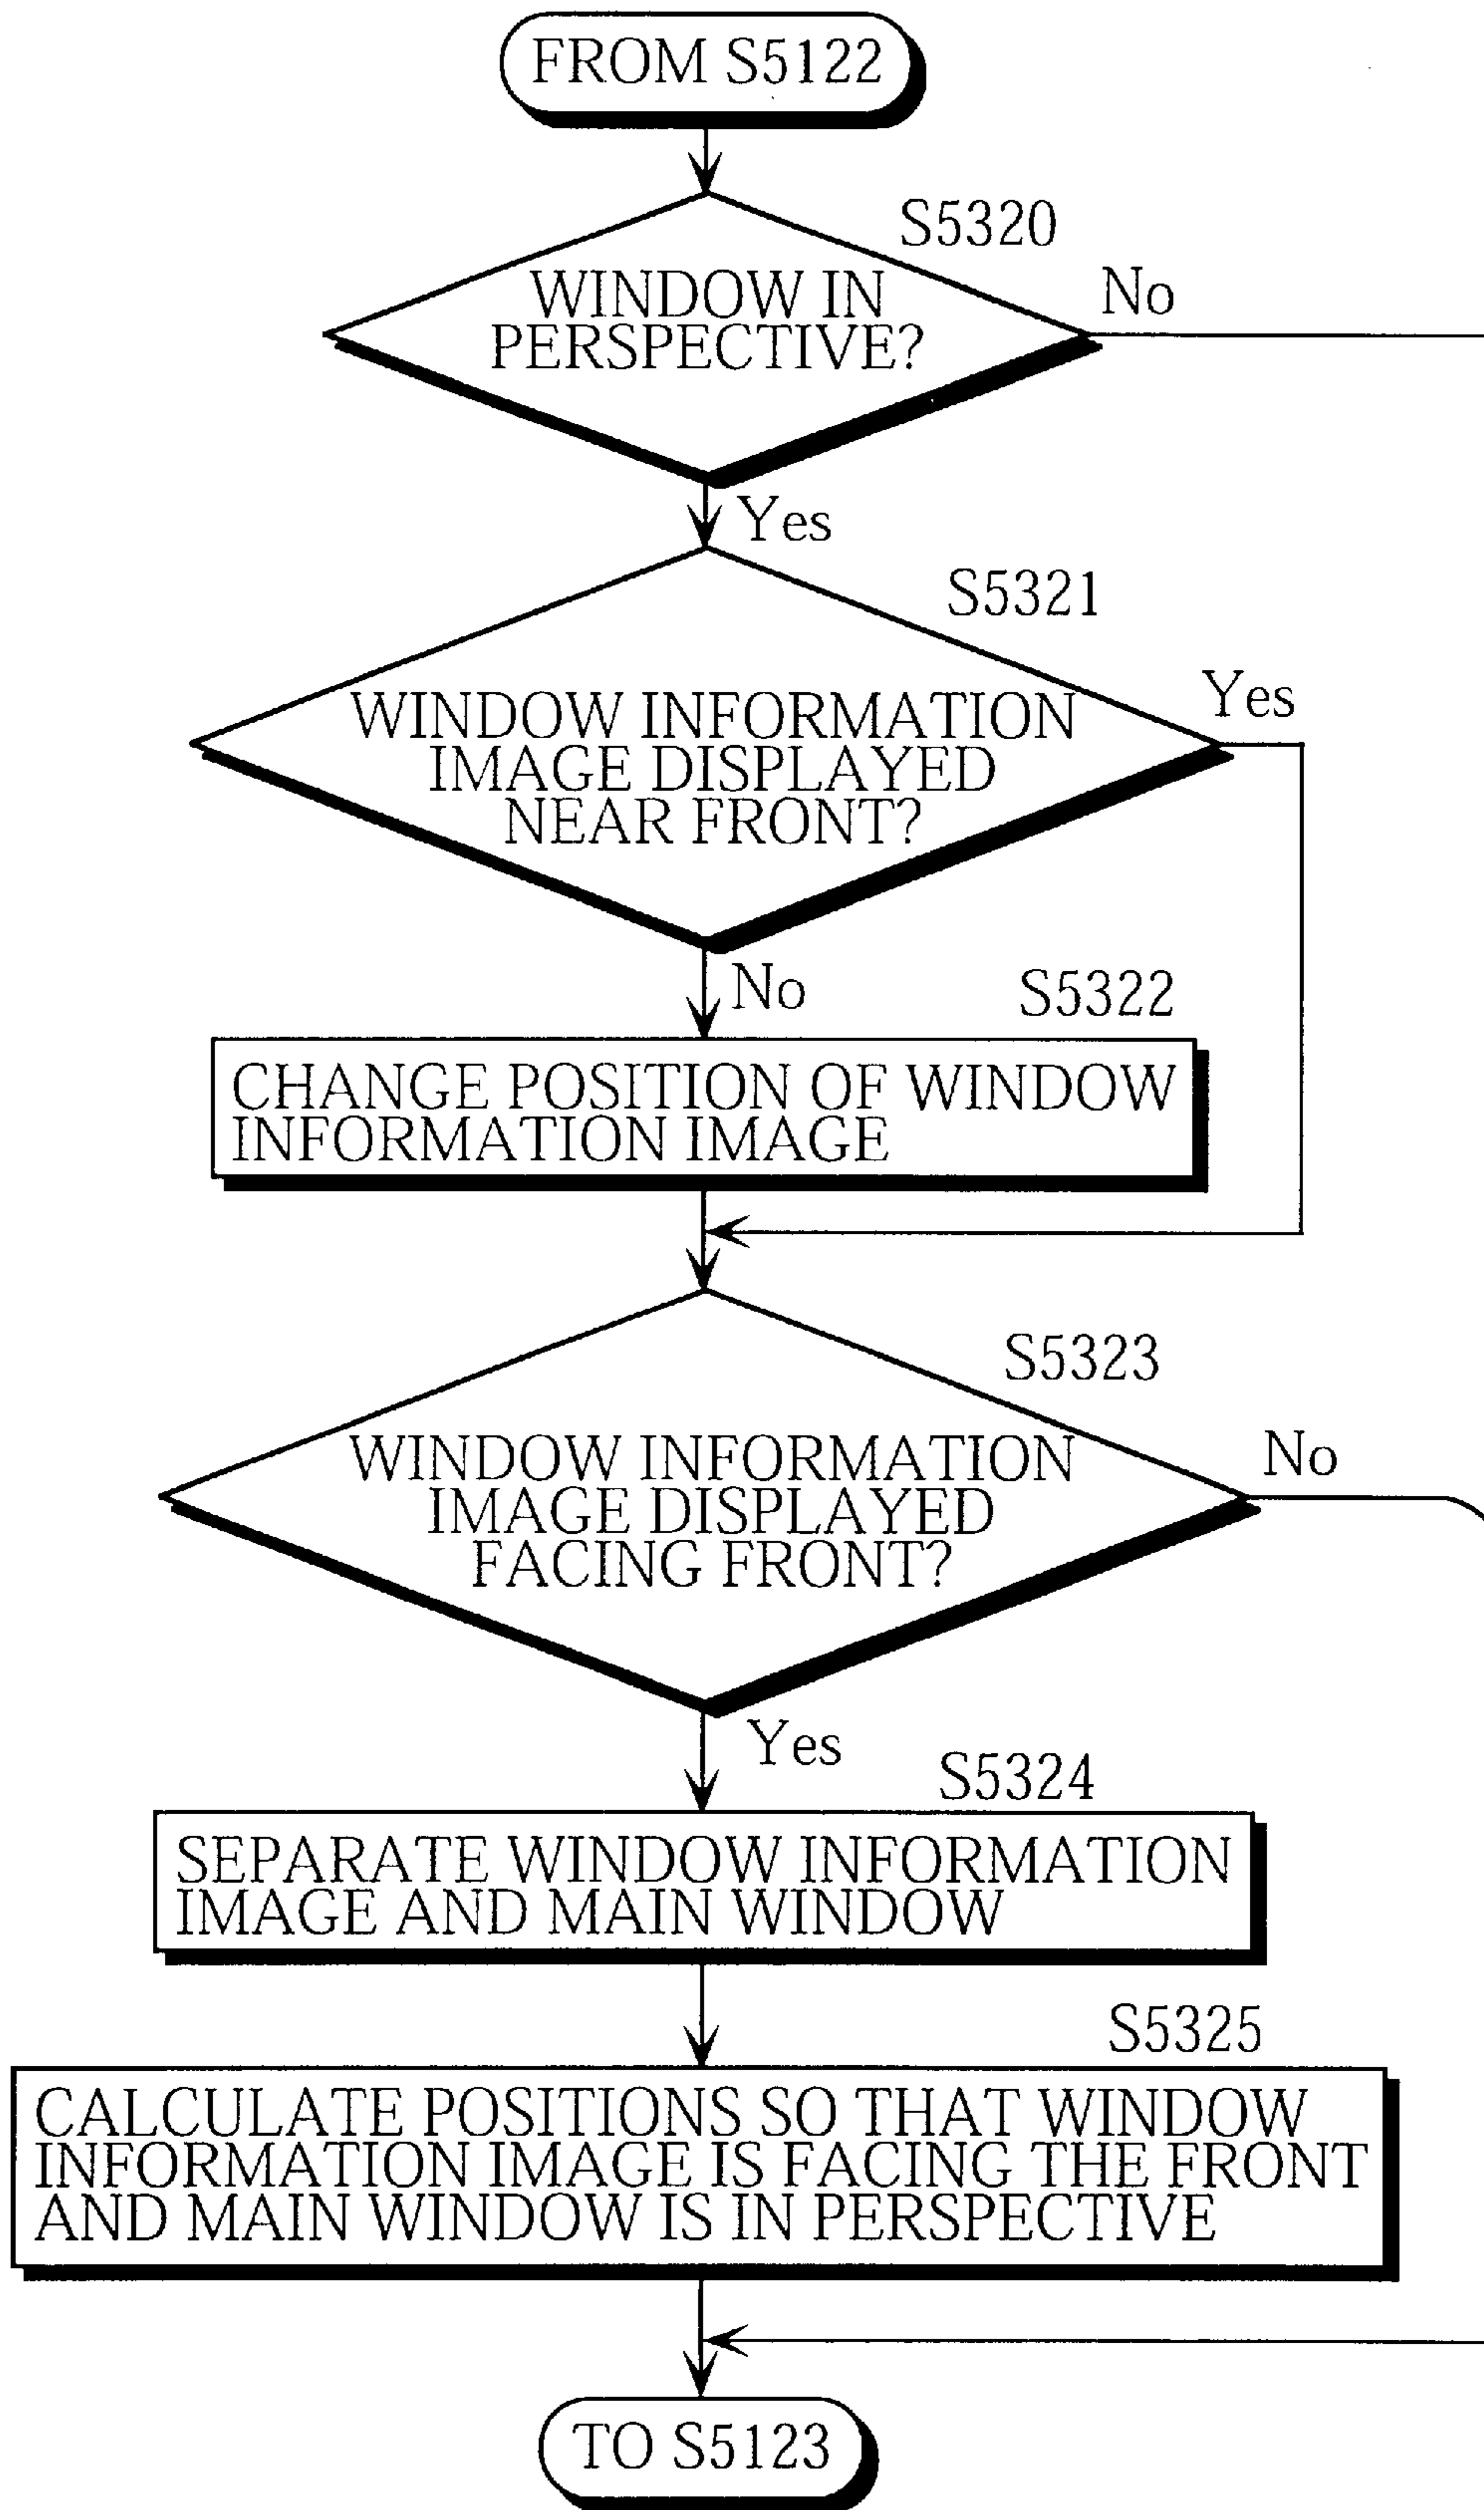 FROM S5122
S5320
WINDOW IN
PERSPECTIVE?
No
Yes
S5321
WINDOW INFORMATION
IMAGE DISPLAYED
NEAR FRONT?
Yes
No
S5322
CHANGE POSITION OF WINDOW
INFORMATION IMAGE
S5323
WINDOW INFORMATION
IMAGE DISPLAYED
FACING FRONT?
No
Yes
S5324
SEPARATE WINDOW INFORMATION
IMAGE AND MAIN WINDOW
S5325
CALCULATE POSITIONS SO THAT WINDOW
INFORMATION IMAGE IS FACING THE FRONT
AND MAIN WINDOW IS IN PERSPECTIVE
TO S5123